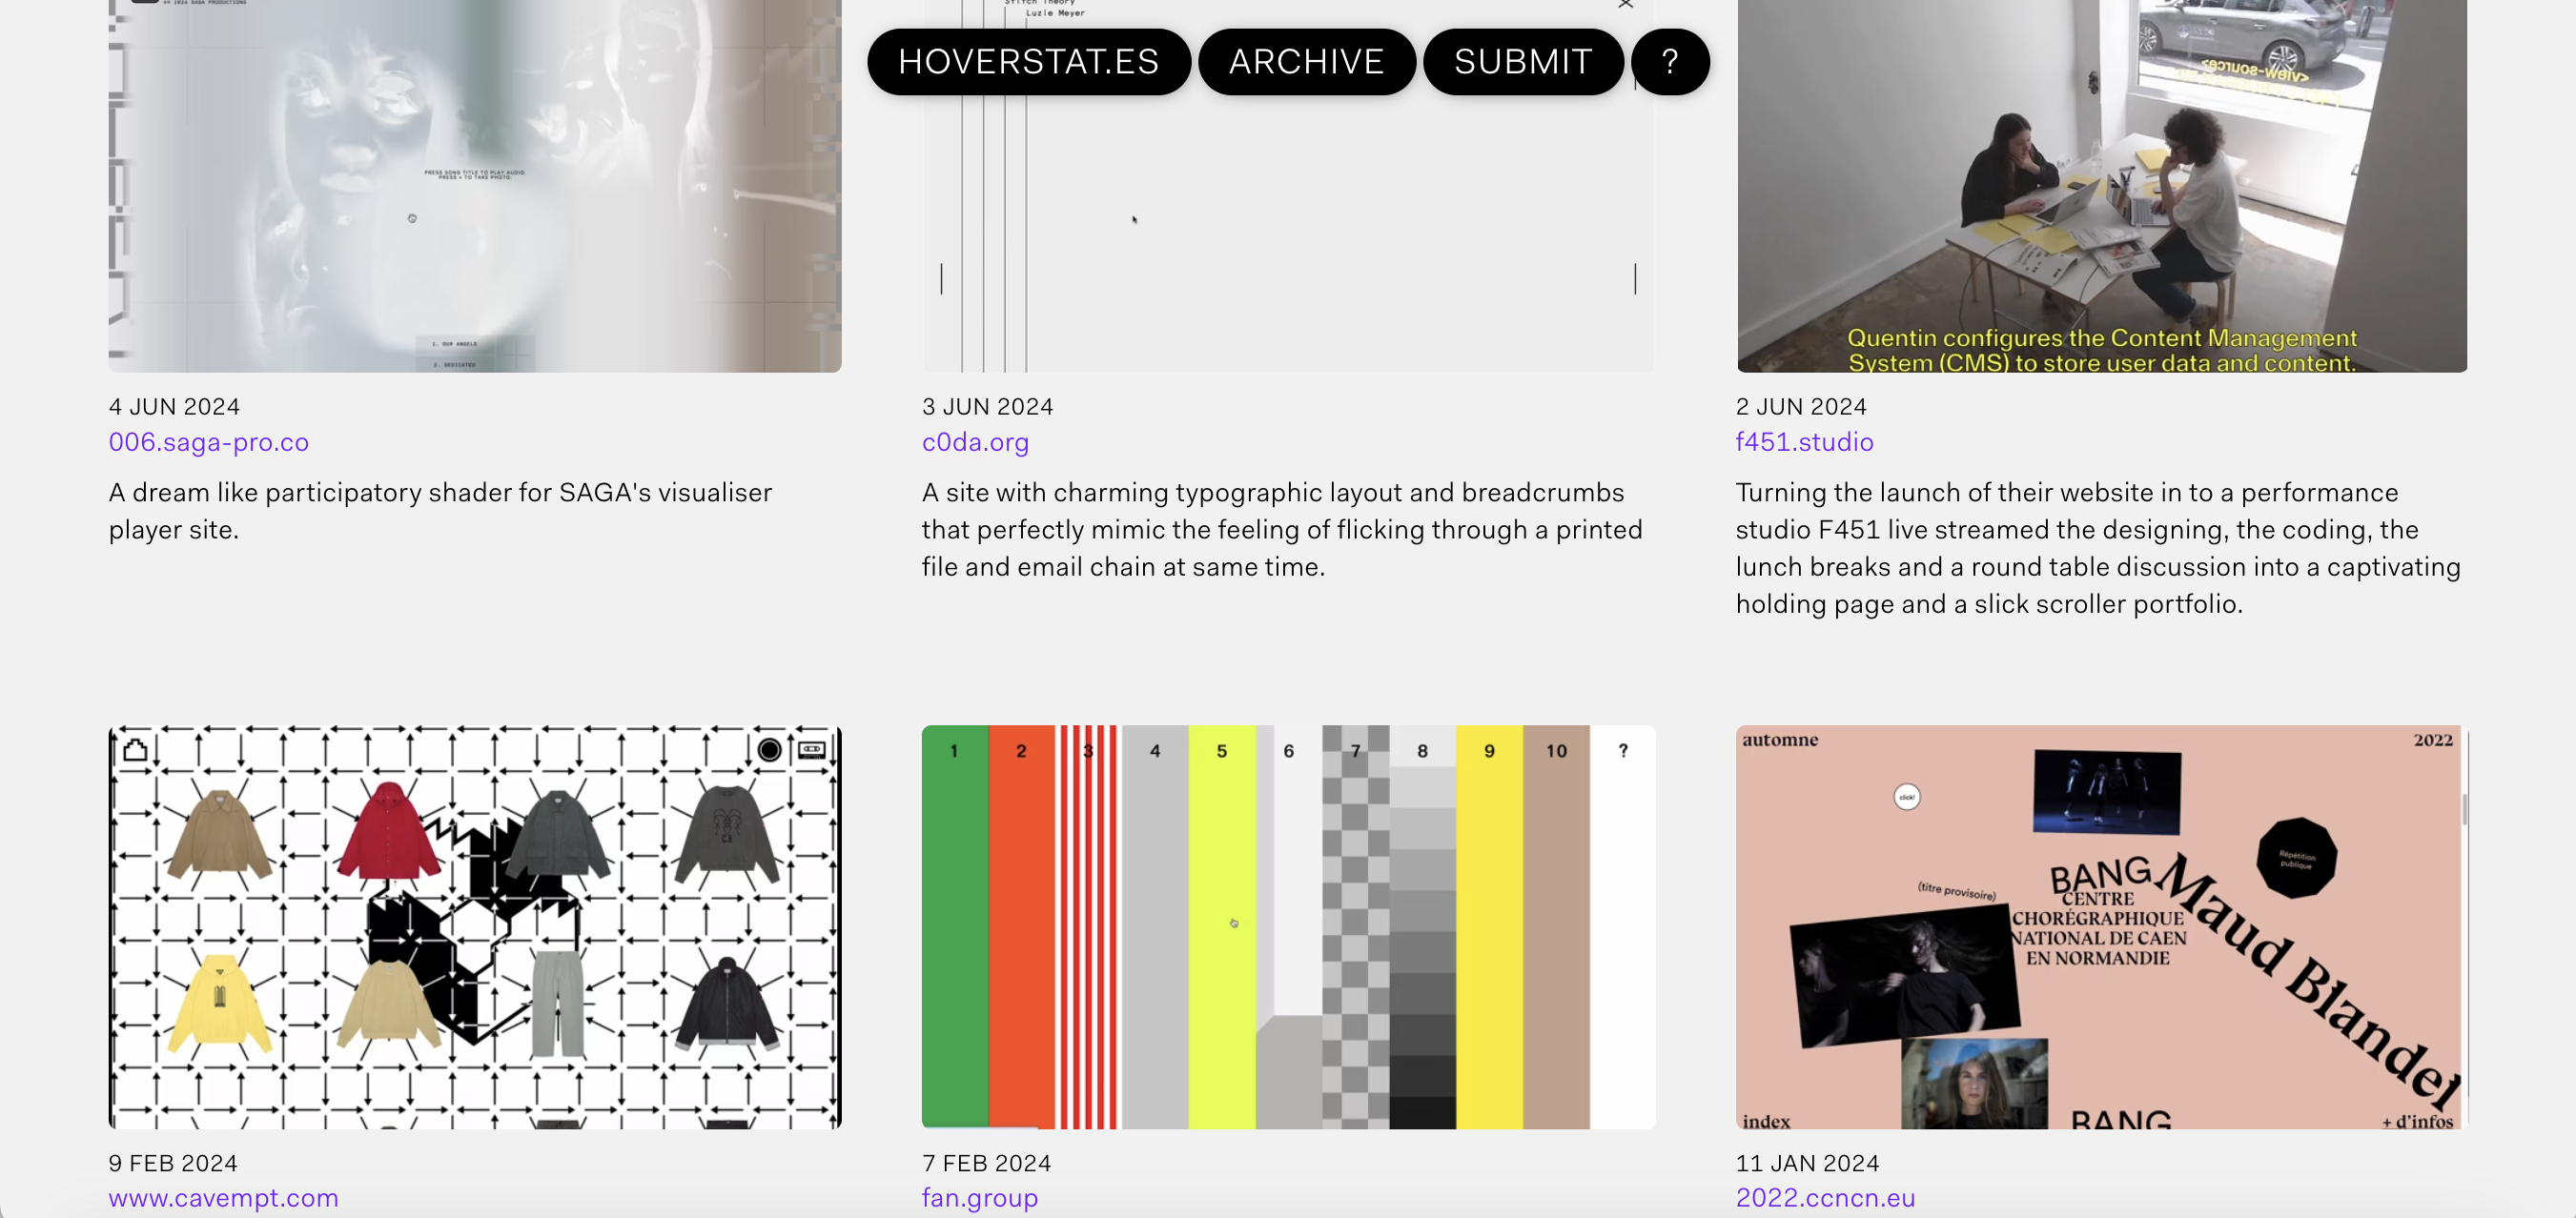 © 2024 SAGA PRODUCTIONS
Stitch Theory
Luzie Meyer
HOVERSTAT.ES
ARCHIVE
SUBMIT
?
<view-source>
PRESS SONG TITLE TO PLAY AUDIO.
PRESS + TO TAKE PHOTO.
1. OUR ANGELS
2. DEDICATED
Quentin configures the Content Management
System (CMS) to store user data and content.
4 JUN 2024
006.saga-pro.co
A dream like participatory shader for SAGA's visualiser
player site.
3 JUN 2024
c0da.org
A site with charming typographic layout and breadcrumbs
that perfectly mimic the feeling of flicking through a printed
file and email chain at same time.
2 JUN 2024
f451.studio
Turning the launch of their website in to a performance
studio F451 live streamed the designing, the coding, the
lunch breaks and a round table discussion into a captivating
holding page and a slick scroller portfolio.
9 FEB 2024
www.cavempt.com
1 2 3 4 5 6 7 8 9 10 ?
7 FEB 2024
fan.group
automne
2022
click!
Répétition
publique
(titre provisoire)
BANG
CENTRE
CHORÉGRAPHIQUE
NATIONAL DE CAEN
EN NORMANDIE
Maud Blandel
BANG
index
+ d'infos
11 JAN 2024
2022.ccncn.eu